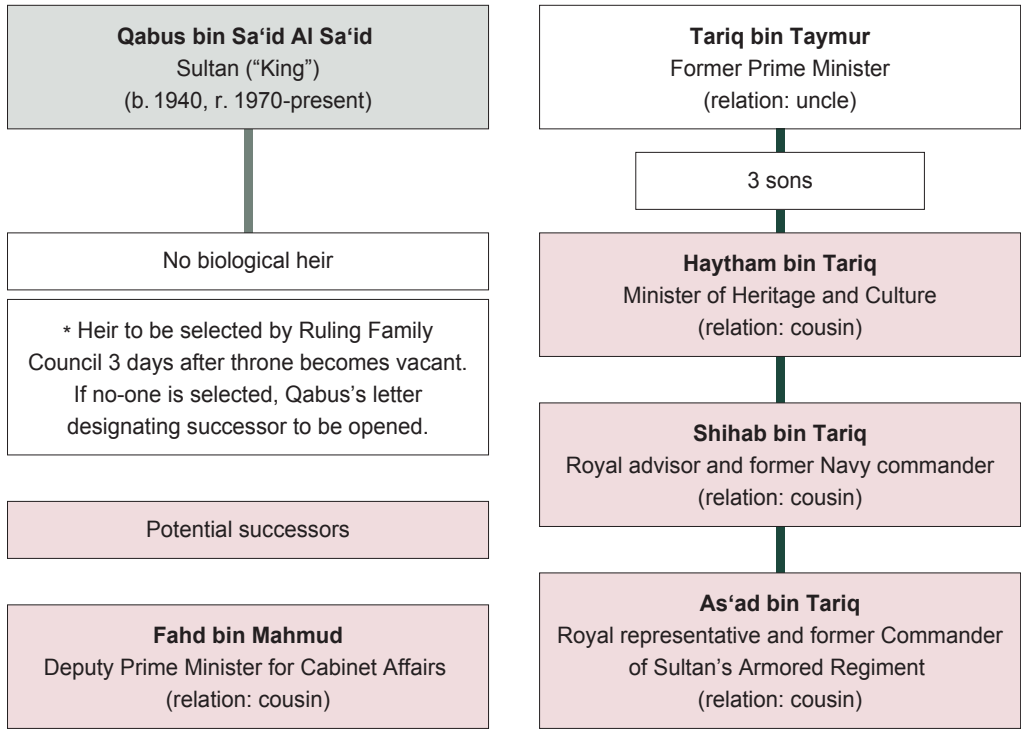 Qabus bin Sa‘id Al Sa‘id
Sultan (“King”)
(b. 1940, r. 1970-present)
No biological heir
* Heir to be selected by Ruling Family
Council 3 days after throne becomes vacant.
If no-one is selected, Qabus’s letter
designating successor to be opened.
Potential successors
Fahd bin Mahmud
Deputy Prime Minister for Cabinet Affairs
(relation: cousin)
Tariq bin Taymur
Former Prime Minister
(relation: uncle)
3 sons
Haytham bin Tariq
Minister of Heritage and Culture
(relation: cousin)
Shihab bin Tariq
Royal advisor and former Navy commander
(relation: cousin)
As‘ad bin Tariq
Royal representative and former Commander
of Sultan’s Armored Regiment
(relation: cousin)